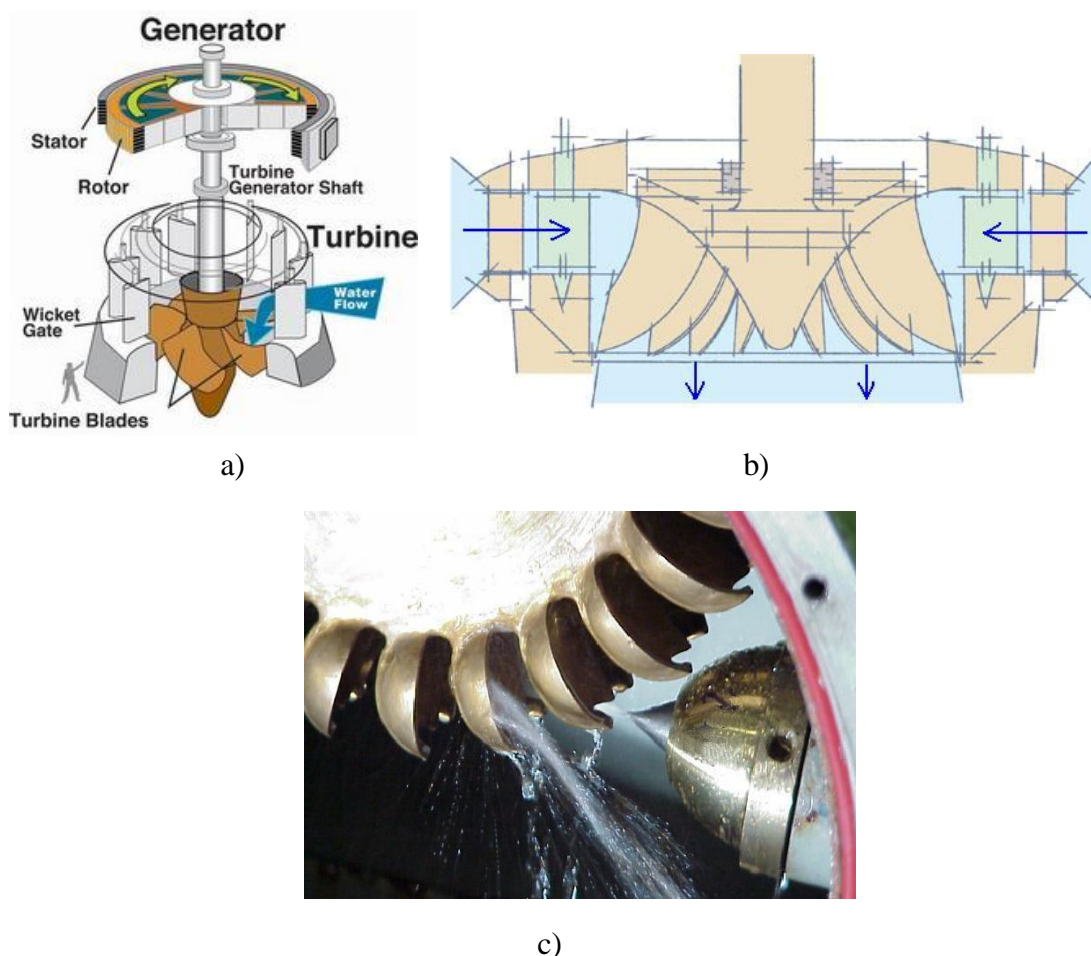 Generator
Stator
Rotor
Turbine
Generator Shaft
Turbine
Water
Flow
Wicket
Gate
Turbine Blades
a)
b)
c)